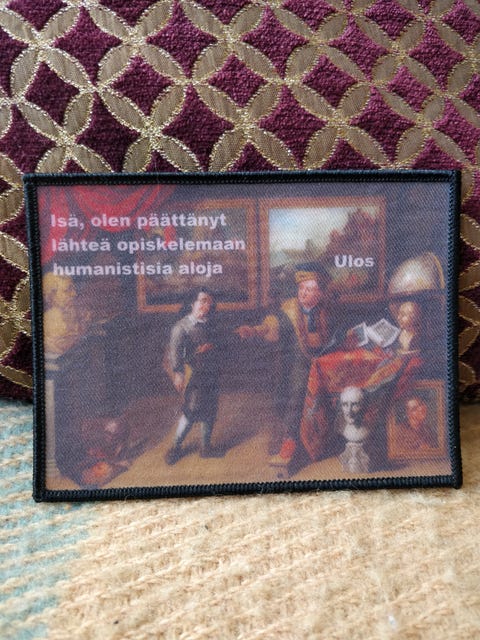 Isä, olen päättänyt
lähteä opiskelemaan
humanistisia aloja
Ulos